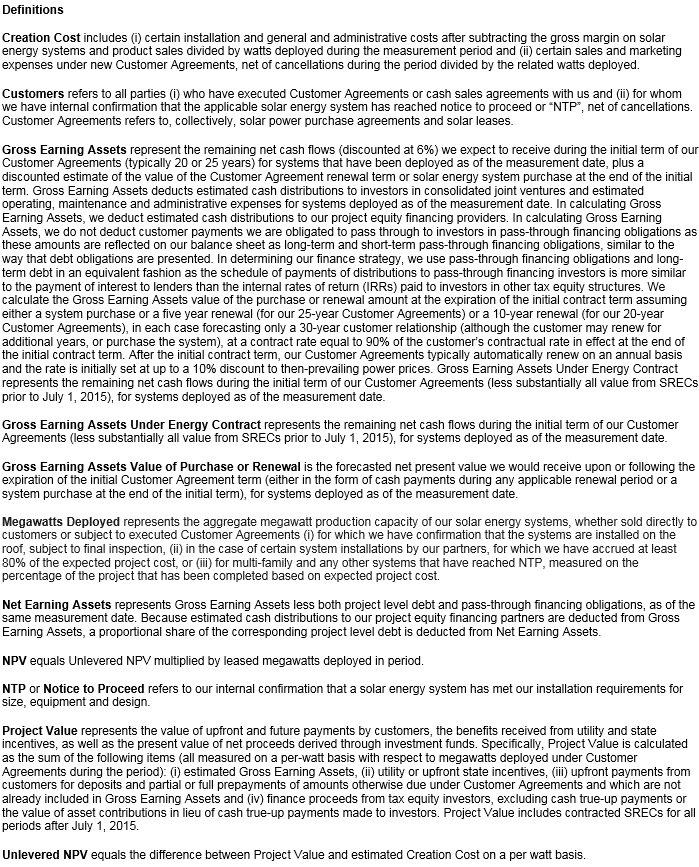 Definitions
Creation Cost includes (i) certain installation and general and administrative costs after subtracting the gross margin on solar
energy systems and product sales divided by watts deployed during the measurement period and (ii) certain sales and marketing
expenses under new Customer Agreements, net of cancellations during the period divided by the related watts deployed.
Customers refers to all parties (i) who have executed Customer Agreements or cash sales agreements with us and (ii) for whom
we have internal confirmation that the applicable solar energy system has reached notice to proceed or “NTP”, net of cancellations.
Customer Agreements refers to, collectively, solar power purchase agreements and solar leases.
Gross Earning Assets represent the remaining net cash flows (discounted at 6%) we expect to receive during the initial term of our
Customer Agreements (typically 20 or 25 years) for systems that have been deployed as of the measurement date, plus a
discounted estimate of the value of the Customer Agreement renewal term or solar energy system purchase at the end of the initial
term. Gross Earning Assets deducts estimated cash distributions to investors in consolidated joint ventures and estimated
operating, maintenance and administrative expenses for systems deployed as of the measurement date. In calculating Gross
Earning Assets, we deduct estimated cash distributions to our project equity financing providers. In calculating Gross Earning
Assets, we do not deduct customer payments we are obligated to pass through to investors in pass-through financing obligations as
these amounts are reflected on our balance sheet as long-term and short-term pass-through financing obligations, similar to the
way that debt obligations are presented. In determining our finance strategy, we use pass-through financing obligations and long-
term debt in an equivalent fashion as the schedule of payments of distributions to pass-through financing investors is more similar
to the payment of interest to lenders than the internal rates of return (IRRs) paid to investors in other tax equity structures. We
calculate the Gross Earning Assets value of the purchase or renewal amount at the expiration of the initial contract term assuming
either a system purchase or a five year renewal (for our 25-year Customer Agreements) or a 10-year renewal (for our 20-year
Customer Agreements), in each case forecasting only a 30-year customer relationship (although the customer may renew for
additional years, or purchase the system), at a contract rate equal to 90% of the customer’s contractual rate in effect at the end of
the initial contract term. After the initial contract term, our Customer Agreements typically automatically renew on an annual basis
and the rate is initially set at up to a 10% discount to then-prevailing power prices. Gross Earning Assets Under Energy Contract
represents the remaining net cash flows during the initial term of our Customer Agreements (less substantially all value from SRECs
prior to July 1, 2015), for systems deployed as of the measurement date.
Gross Earning Assets Under Energy Contract represents the remaining net cash flows during the initial term of our Customer
Agreements (less substantially all value from SRECs prior to July 1, 2015), for systems deployed as of the measurement date.
Gross Earning Assets Value of Purchase or Renewal is the forecasted net present value we would receive upon or following the
expiration of the initial Customer Agreement term (either in the form of cash payments during any applicable renewal period or a
system purchase at the end of the initial term), for systems deployed as of the measurement date.
Megawatts Deployed represents the aggregate megawatt production capacity of our solar energy systems, whether sold directly to
customers or subject to executed Customer Agreements (i) for which we have confirmation that the systems are installed on the
roof, subject to final inspection, (ii) in the case of certain system installations by our partners, for which we have accrued at least
80% of the expected project cost, or (iii) for multi-family and any other systems that have reached NTP, measured on the
percentage of the project that has been completed based on expected project cost.
Net Earning Assets represents Gross Earning Assets less both project level debt and pass-through financing obligations, as of the
same measurement date. Because estimated cash distributions to our project equity financing partners are deducted from Gross
Earning Assets, a proportional share of the corresponding project level debt is deducted from Net Earning Assets.
NPV equals Unlevered NPV multiplied by leased megawatts deployed in period.
NTP or Notice to Proceed refers to our internal confirmation that a solar energy system has met our installation requirements for
size, equipment and design.
Project Value represents the value of upfront and future payments by customers, the benefits received from utility and state
incentives, as well as the present value of net proceeds derived through investment funds. Specifically, Project Value is calculated
as the sum of the following items (all measured on a per-watt basis with respect to megawatts deployed under Customer
Agreements during the period): (i) estimated Gross Earning Assets, (ii) utility or upfront state incentives, (iii) upfront payments from
customers for deposits and partial or full prepayments of amounts otherwise due under Customer Agreements and which are not
already included in Gross Earning Assets and (iv) finance proceeds from tax equity investors, excluding cash true-up payments or
the value of asset contributions in lieu of cash true-up payments made to investors. Project Value includes contracted SRECs for all
periods after July 1, 2015.
Unlevered NPV equals the difference between Project Value and estimated Creation Cost on a per watt basis.